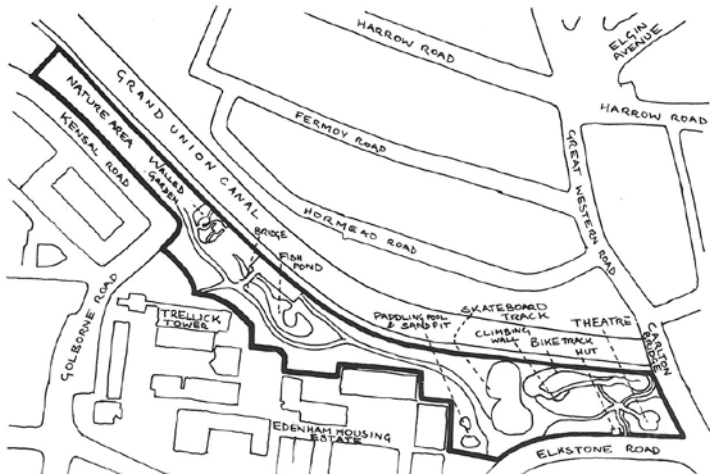 HARROW ROAD
ELGIN
AVENUE
HARROW ROAD
GRAND UNION CANAL
NATURE AREA
KENSAL ROAD
FERMOY ROAD
GREAT WESTERN ROAD
WALLED
GARDEN
HORMEAD ROAD
BRIDGE
FISH
POND
GOLBORNE ROAD
TRELLICK
TOWER
PADDLING POOL
& SANDPIT
SKATEBOARD
TRACK
CLIMBING
WALL
BIKE TRACK
HUT
THEATRE
CARLTON
BRIDGE
EDENHAM HOUSING
ESTATE
ELKSTONE ROAD